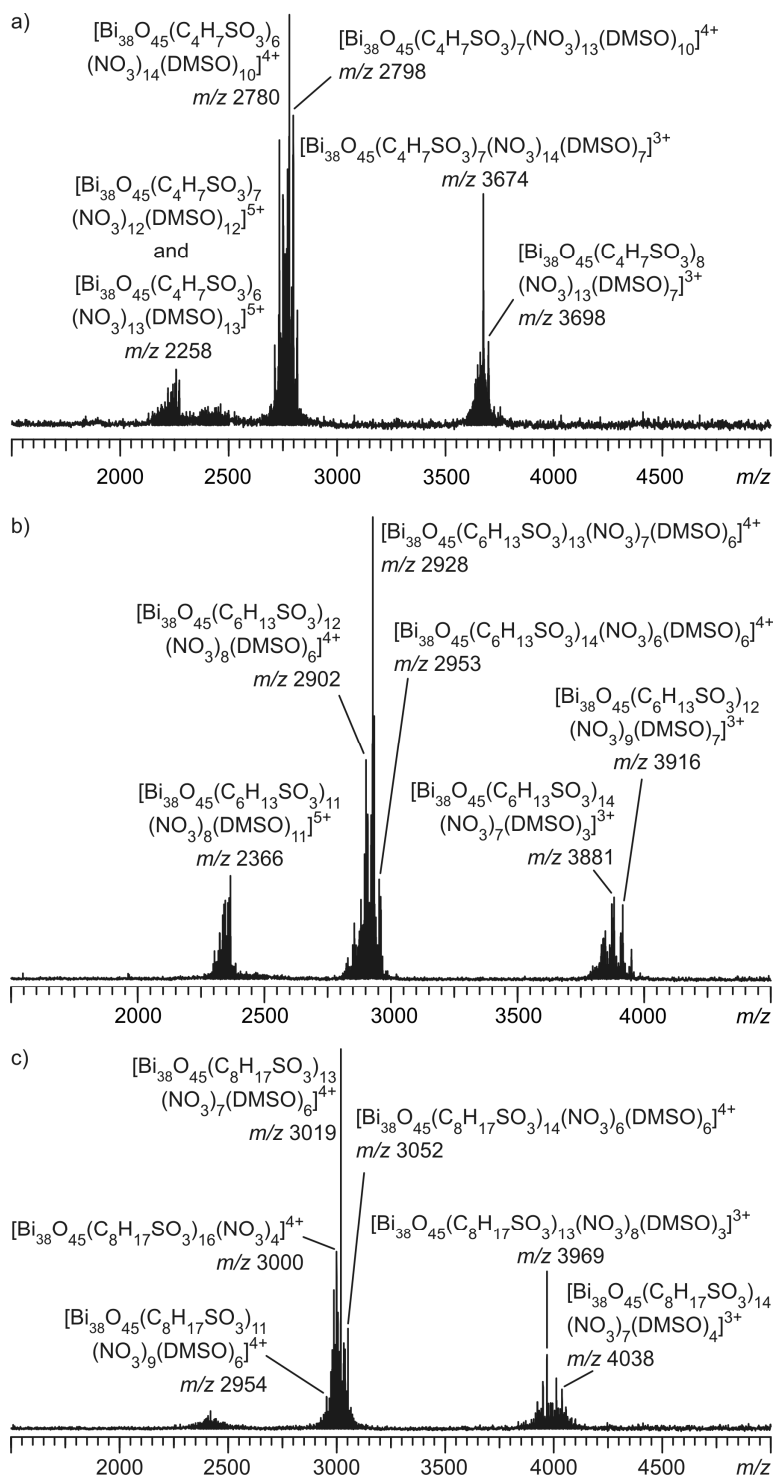 a)
[Bi₃₈O₄₅(C₄H₇SO₃)₆
(NO₃)₁₄(DMSO)₁₀]⁴⁺
m/z 2780
[Bi₃₈O₄₅(C₄H₇SO₃)₇(NO₃)₁₃(DMSO)₁₀]⁴⁺
m/z 2798
[Bi₃₈O₄₅(C₄H₇SO₃)₇(NO₃)₁₄(DMSO)₇]³⁺
m/z 3674
[Bi₃₈O₄₅(C₄H₇SO₃)₇
(NO₃)₁₂(DMSO)₁₂]⁵⁺
and
[Bi₃₈O₄₅(C₄H₇SO₃)₆
(NO₃)₁₃(DMSO)₁₃]⁵⁺
m/z 2258
[Bi₃₈O₄₅(C₄H₇SO₃)₈
(NO₃)₁₃(DMSO)₇]³⁺
m/z 3698
2000 2500 3000 3500 4000 4500 m/z
b)
[Bi₃₈O₄₅(C₆H₁₃SO₃)₁₃(NO₃)₇(DMSO)₆]⁴⁺
m/z 2928
[Bi₃₈O₄₅(C₆H₁₃SO₃)₁₂
(NO₃)₈(DMSO)₆]⁴⁺
m/z 2902
[Bi₃₈O₄₅(C₆H₁₃SO₃)₁₄(NO₃)₆(DMSO)₆]⁴⁺
m/z 2953
[Bi₃₈O₄₅(C₆H₁₃SO₃)₁₂
(NO₃)₉(DMSO)₇]³⁺
m/z 3916
[Bi₃₈O₄₅(C₆H₁₃SO₃)₁₁
(NO₃)₈(DMSO)₁₁]⁵⁺
m/z 2366
[Bi₃₈O₄₅(C₆H₁₃SO₃)₁₄
(NO₃)₇(DMSO)₃]³⁺
m/z 3881
2000 2500 3000 3500 4000 m/z
c)
[Bi₃₈O₄₅(C₈H₁₇SO₃)₁₃
(NO₃)₇(DMSO)₆]⁴⁺
m/z 3019
[Bi₃₈O₄₅(C₈H₁₇SO₃)₁₄(NO₃)₆(DMSO)₆]⁴⁺
m/z 3052
[Bi₃₈O₄₅(C₈H₁₇SO₃)₁₆(NO₃)₄]⁴⁺
m/z 3000
[Bi₃₈O₄₅(C₈H₁₇SO₃)₁₃(NO₃)₈(DMSO)₃]³⁺
m/z 3969
[Bi₃₈O₄₅(C₈H₁₇SO₃)₁₁
(NO₃)₉(DMSO)₆]⁴⁺
m/z 2954
[Bi₃₈O₄₅(C₈H₁₇SO₃)₁₄
(NO₃)₇(DMSO)₄]³⁺
m/z 4038
2000 2500 3000 3500 4000 4500 m/z